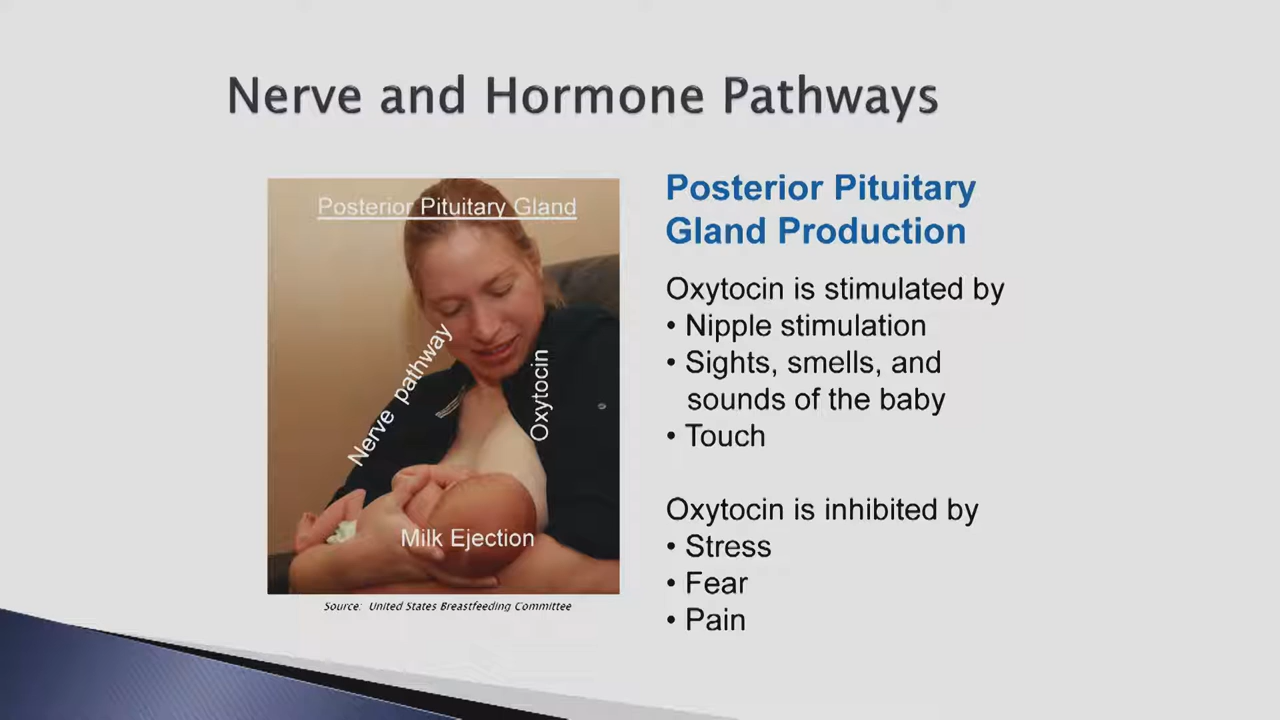 Nerve and Hormone Pathways
Posterior Pituitary Gland
Nerve pathway
Oxytocin
Milk Ejection
Source: United States Breastfeeding Committee
Posterior Pituitary
Gland Production
Oxytocin is stimulated by
• Nipple stimulation
• Sights, smells, and
sounds of the baby
• Touch
Oxytocin is inhibited by
• Stress
• Fear
• Pain